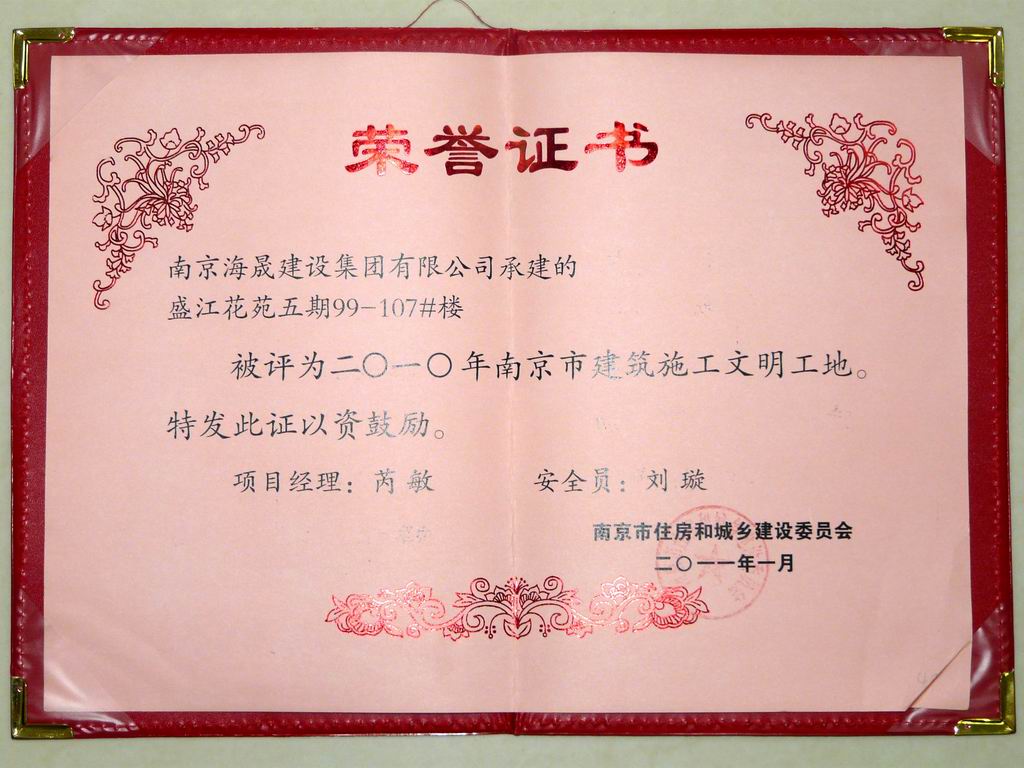 荣誉证书
南京海晟建设集团有限公司承建的
盛江花苑五期99-107#楼
被评为二〇一〇年南京市建筑施工文明工地。
特发此证以资鼓励。
项目经理：芮敏 安全员：刘璇
南京市住房和城乡建设委员会
二〇一一年一月